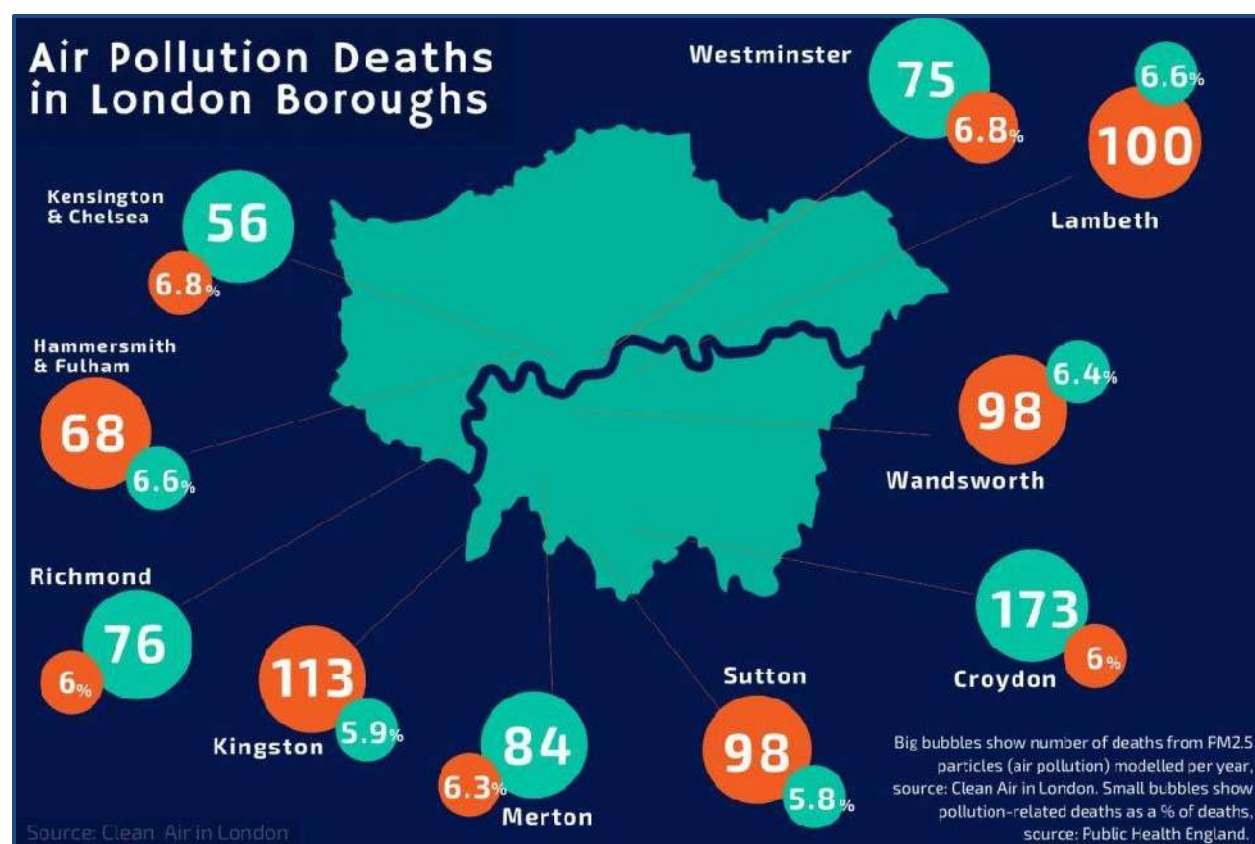 Air Pollution Deaths
in London Boroughs
Westminster
75
6.8%
6.6%
100
Lambeth
Kensington
& Chelsea
56
6.8%
Hammersmith
& Fulham
68
6.6%
6.4%
98
Wandsworth
Richmond
76
6%
113
Kingston
5.9%
84
6.3%
Merton
Sutton
98
5.8%
173
Croydon
6%
Big bubbles show number of deaths from PM2.5
particles (air pollution) modelled per year,
source: Clean Air in London. Small bubbles show
pollution-related deaths as a % of deaths,
source: Public Health England.
Source: Clean Air in London